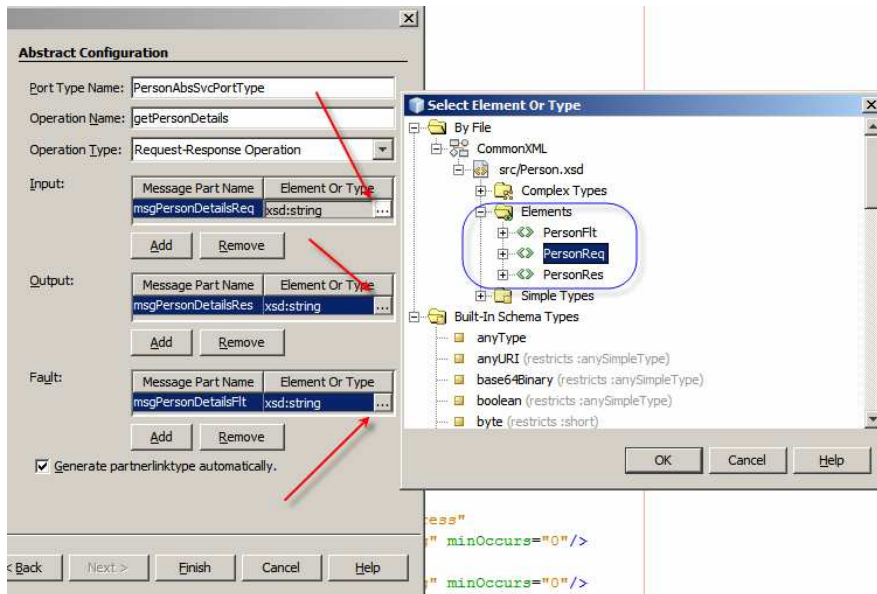 Abstract Configuration
Port Type Name: PersonAbsSvcPortType
Operation Name: getPersonDetails
Operation Type: Request-Response Operation
Input:
Message Part Name Element Or Type
msgPersonDetailsReq xsd:string ...
Add Remove
Output:
Message Part Name Element Or Type
msgPersonDetailsRes xsd:string ...
Add Remove
Fault:
Message Part Name Element Or Type
msgPersonDetailsFlt xsd:string ...
Add Remove
Generate partnerlinktype automatically.
< Back Next > Finish Cancel Help
Select Element Or Type
By File
CommonXML
src/Person.xsd
Complex Types
Elements
PersonFlt
PersonReq
PersonRes
Simple Types
Built-In Schema Types
anyType
anyURI (restricts :anySimpleType)
base64Binary (restricts :anySimpleType)
boolean (restricts :anySimpleType)
byte (restricts :short)
OK Cancel Help
ress"
" minOccurs="0"/>
g" minOccurs="0"/>